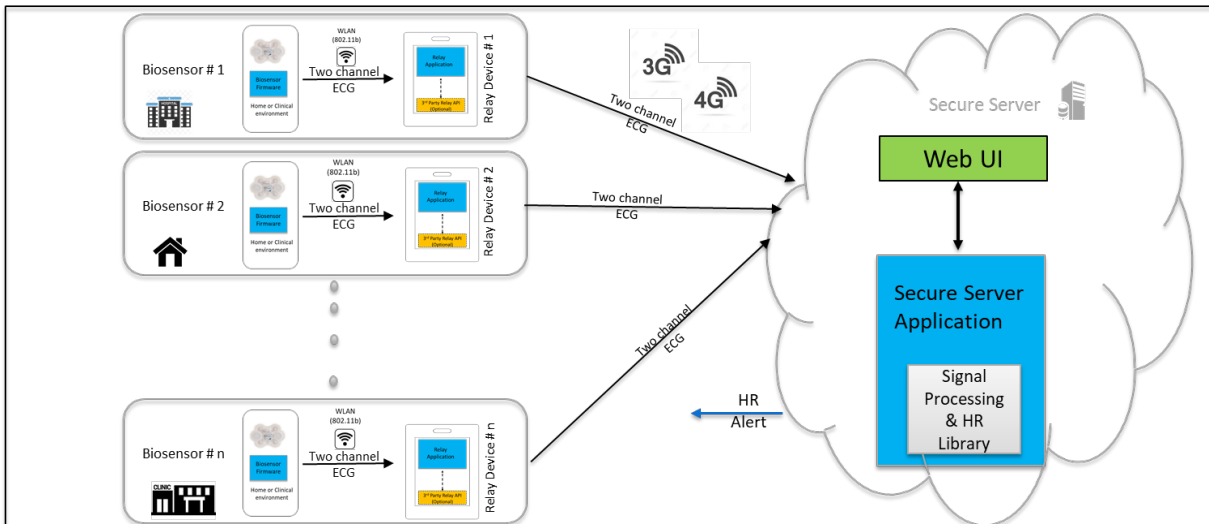 Biosensor # 1
Biosensor
Firmware
Home or Clinical
environment
WLAN
(802.11b)
Two channel
ECG
Relay
Application
3rd Party Relay API
(Optional)
Relay Device # 1
Biosensor # 2
Biosensor
Firmware
Home or Clinical
environment
WLAN
(802.11b)
Two channel
ECG
Relay
Application
3rd Party Relay API
(Optional)
Relay Device # 2
Biosensor # n
CLINIC
Biosensor
Firmware
Home or Clinical
environment
WLAN
(802.11b)
Two channel
ECG
Relay
Application
3rd Party Relay API
(Optional)
Relay Device # n
3G
4G
Two channel
ECG
Two channel
ECG
Two channel
ECG
HR
Alert
Secure Server
Web UI
Secure Server
Application
Signal
Processing
& HR
Library